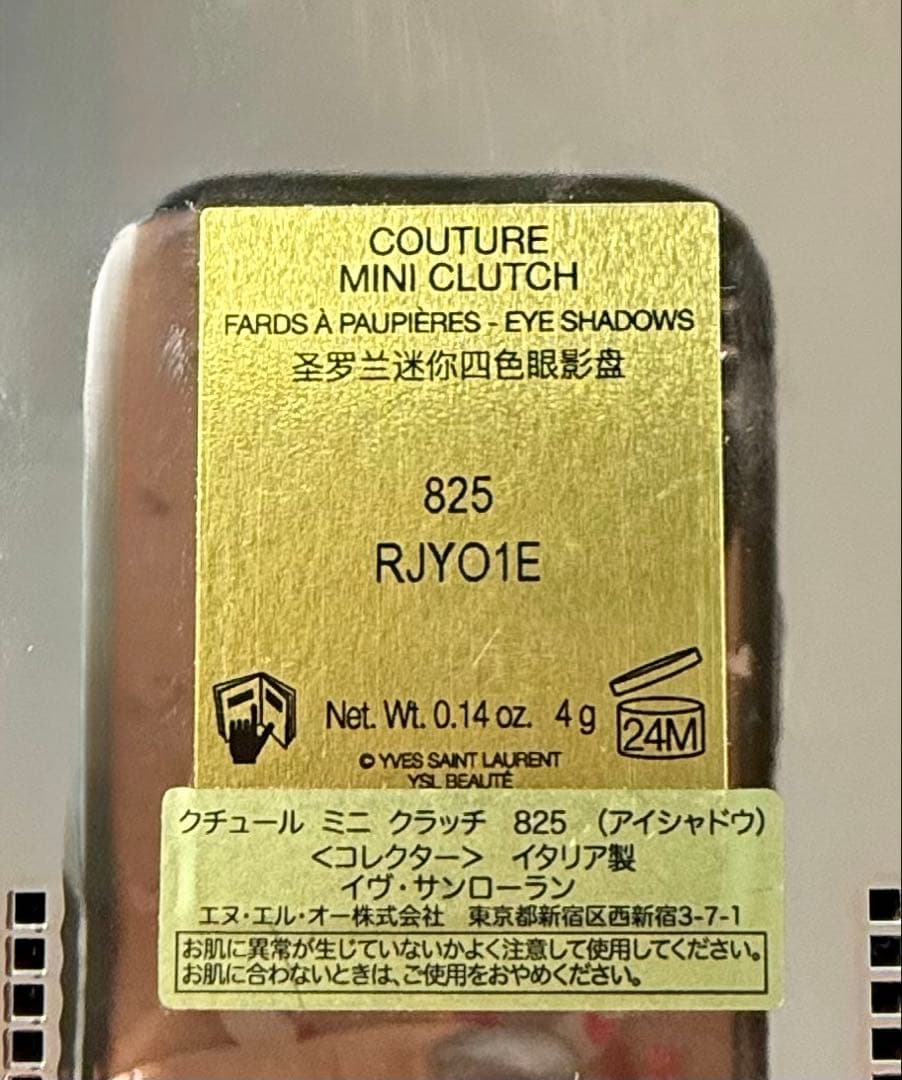 COUTURE
MINI CLUTCH
FARDS À PAUPIÈRES - EYE SHADOWS
圣罗兰迷你四色眼影盘
825
RJYO1E
Net. Wt. 0.14 oz. 4 g
24M
© YVES SAINT LAURENT
YSL BEAUTÉ
クチュール ミニ クラッチ 825 （アイシャドウ）
＜コレクター＞ イタリア製
イヴ・サンローラン
エヌ・エル・オー株式会社 東京都新宿区西新宿3-7-1
お肌に異常が生じていないかよく注意して使用してください。
お肌に合わないときは、ご使用をおやめください。